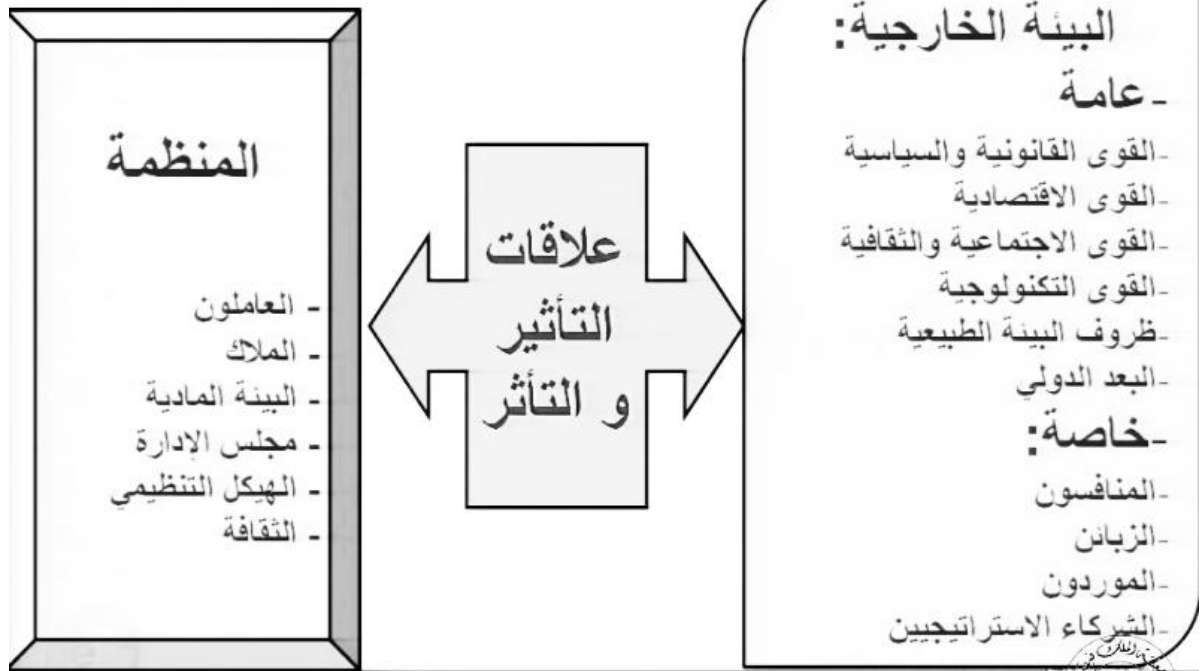 البيئة الخارجية:
-عامة
-القوى القانونية والسياسية
-القوى الاقتصادية
-القوى الاجتماعية والثقافية
-القوى التكنولوجية
-ظروف البيئة الطبيعية
-البعد الدولي
-خاصة:
-المنافسون
-الزبائن
-الموردون
-الشركاء الاستراتيجيين
علاقات
التأثير
و التأثر
المنظمة
- العاملون
- الملاك
- البيئة المادية
- مجلس الإدارة
- الهيكل التنظيمي
- الثقافة